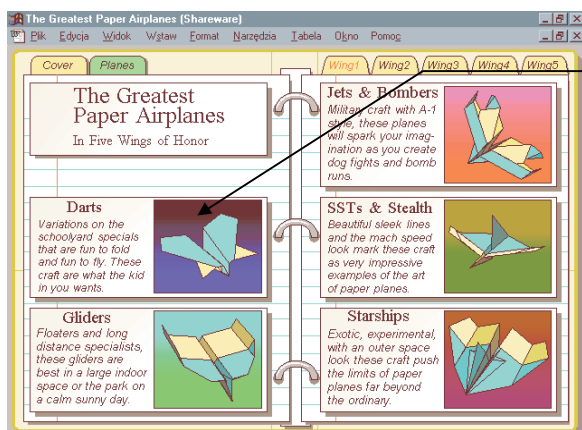 The Greatest Paper Airplanes (Shareware)
Plik Edycja Widok Wstaw Format Narzędzia Tabela Okno Pomoc
Cover Planes
Wing1 Wing2 Wing3 Wing4 Wing5
The Greatest
Paper Airplanes
In Five Wings of Honor
Darts
Variations on the
schoolyard specials
that are fun to fold
and fun to fly. These
craft are what the kid
in you wants.
Gliders
Floaters and long
distance specialists,
these gliders are
best in a large indoor
space or the park on
a calm sunny day.
Jets & Bombers
Military craft with A-1
style, these planes
will spark your imag-
ination as you create
dog fights and bomb
runs.
SSTs & Stealth
Beautiful sleek lines
and the mach speed
look mark these craft
as very impressive
examples of the art
of paper planes.
Starships
Exotic, experimental,
with an outer space
look these craft push
the limits of paper
planes far beyond
the ordinary.